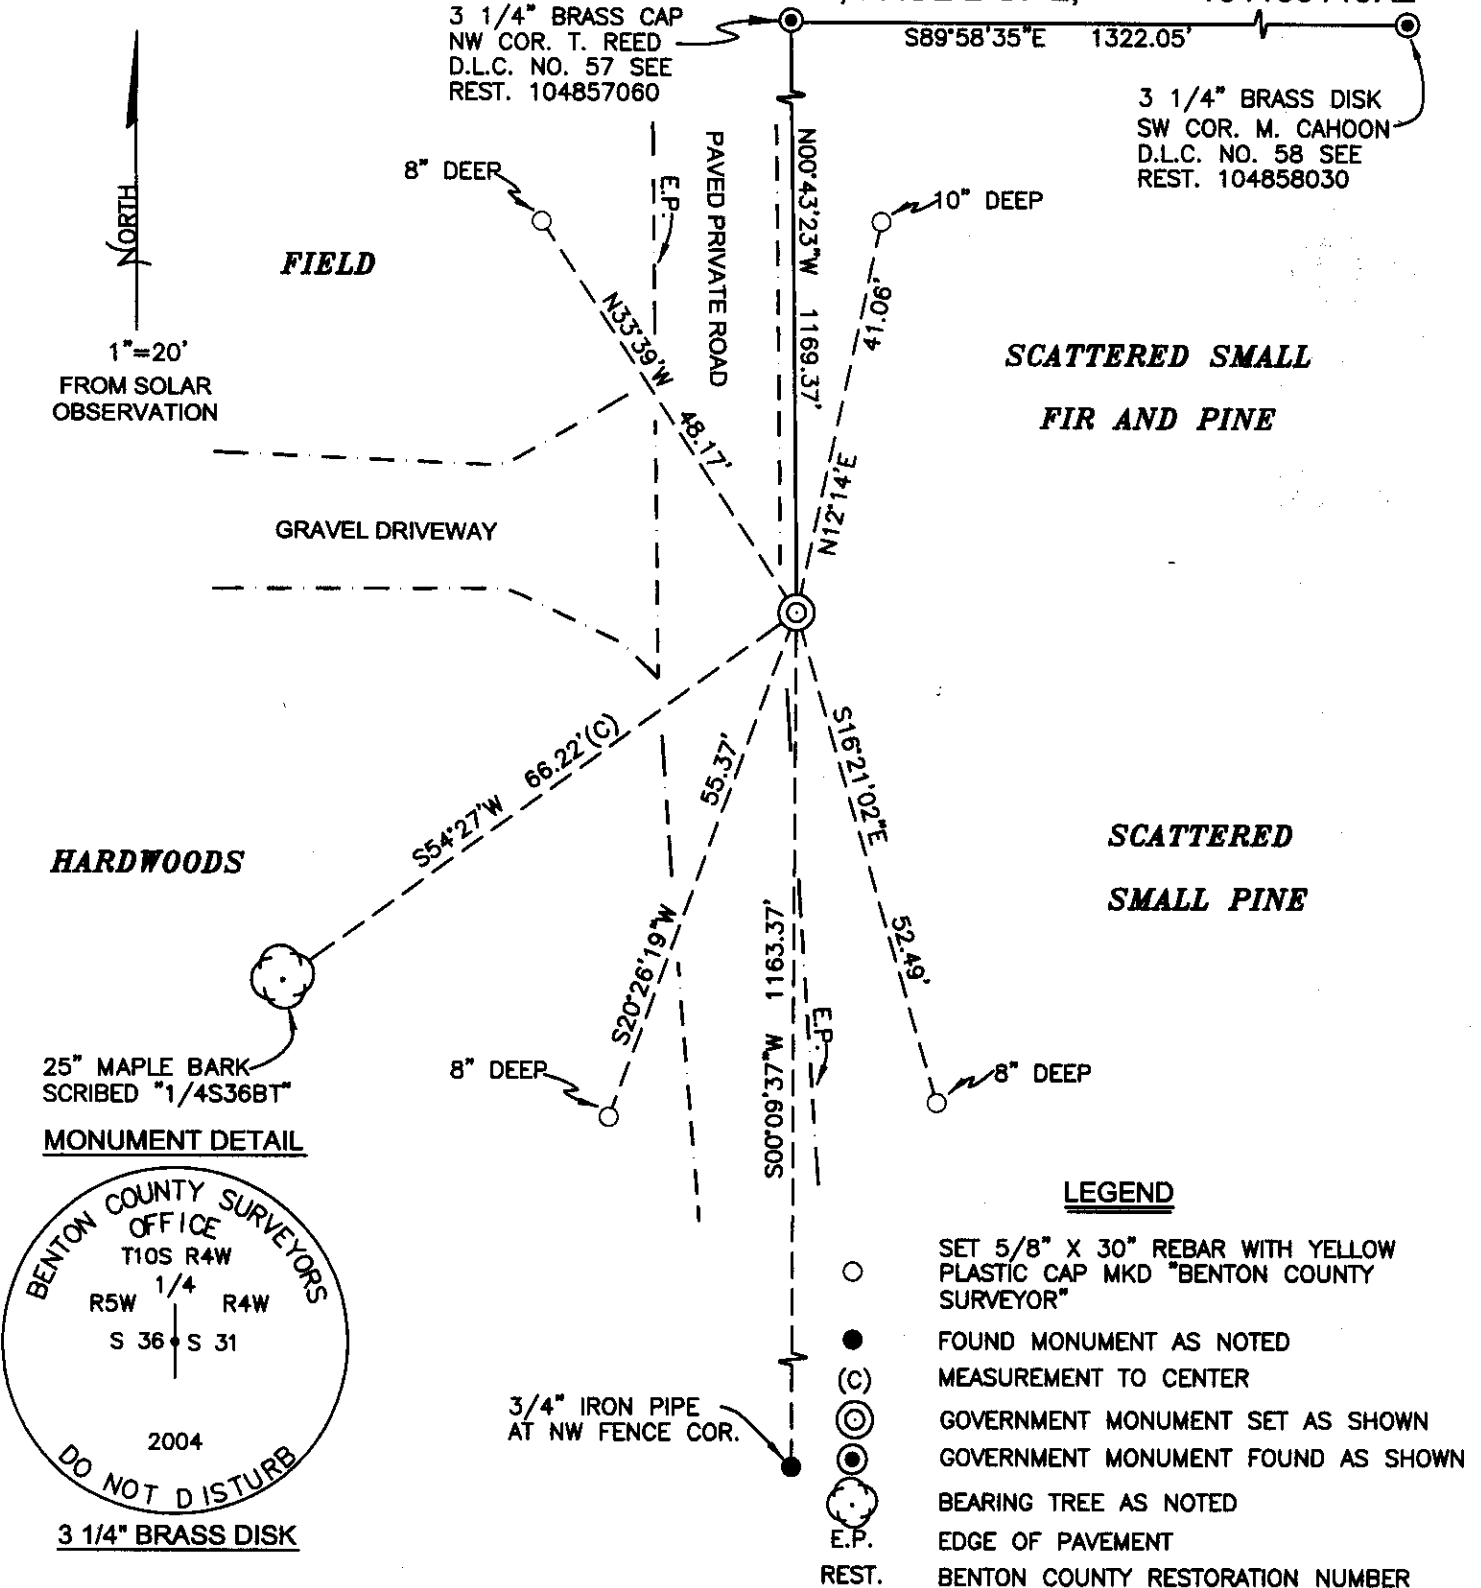 3 1/4" BRASS CAP
NW COR. T. REED
D.L.C. NO. 57 SEE
REST. 104857060
S89°58'35"E 1322.05'
3 1/4" BRASS DISK
SW COR. M. CAHOON
D.L.C. NO. 58 SEE
REST. 104858030
NORTH
1"=20'
FROM SOLAR
OBSERVATION
8" DEEP
E.P.
PAVED PRIVATE ROAD
N00°43'23"W 1169.37'
10" DEEP
FIELD
N33°39'W 48.17'
N12°14'E 41.06'
SCATTERED SMALL
FIR AND PINE
GRAVEL DRIVEWAY
S54°27'W 66.22'(C)
S20°26'19"W 55.37'
S16°21'02"E 52.49'
S00°09'37"W 1163.37'
E.P.
HARDWOODS
SCATTERED
SMALL PINE
25" MAPLE BARK
SCRIBED "1/4S36BT"
8" DEEP
8" DEEP
MONUMENT DETAIL
BENTON COUNTY SURVEYORS
OFFICE
T10S R4W
1/4
R5W R4W
S 36 S 31
2004
DO NOT DISTURB
3 1/4" BRASS DISK
3/4" IRON PIPE
AT NW FENCE COR.
LEGEND
SET 5/8" X 30" REBAR WITH YELLOW
PLASTIC CAP MKD "BENTON COUNTY
SURVEYOR"
FOUND MONUMENT AS NOTED
(C) MEASUREMENT TO CENTER
GOVERNMENT MONUMENT SET AS SHOWN
GOVERNMENT MONUMENT FOUND AS SHOWN
BEARING TREE AS NOTED
E.P. EDGE OF PAVEMENT
REST. BENTON COUNTY RESTORATION NUMBER